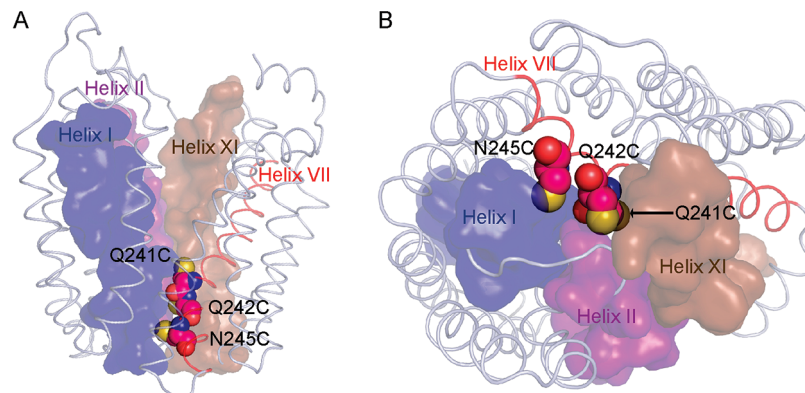 A
Helix II
Helix I
Helix XI
Helix VII
Q241C
Q242C
N245C
B
Helix VII
N245C
Q242C
Helix I
Q241C
Helix XI
Helix II